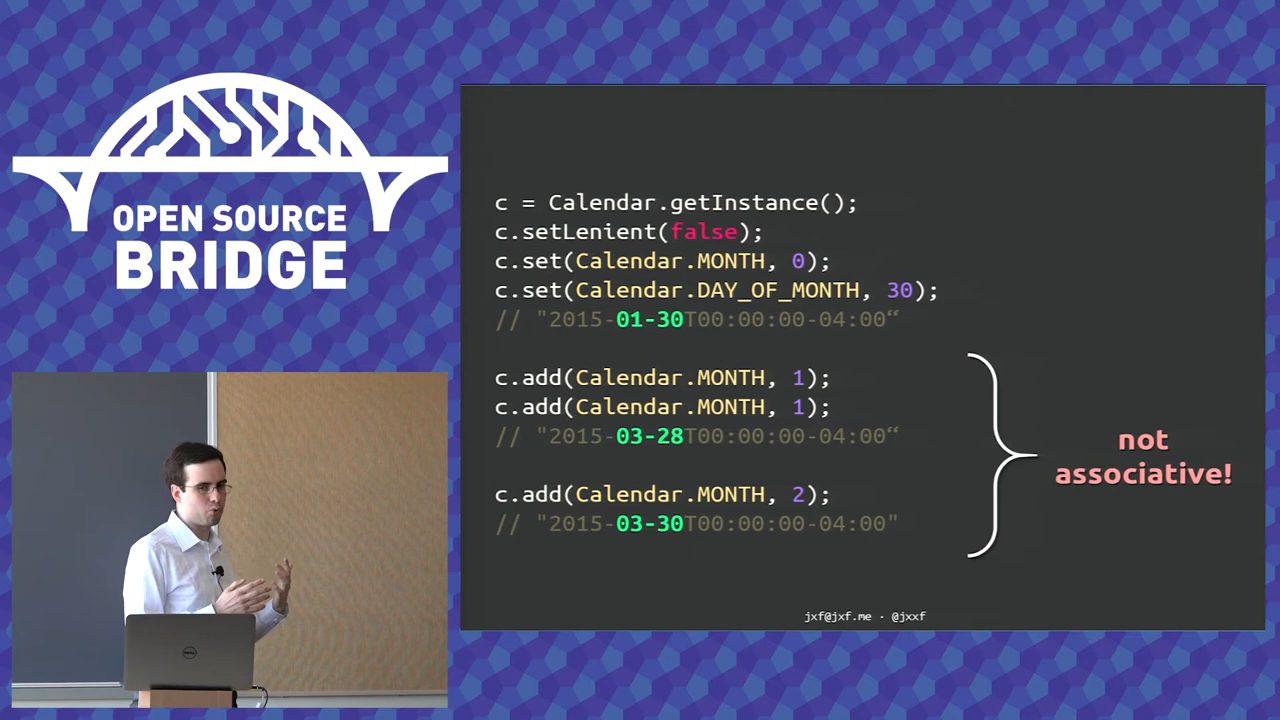 OPEN SOURCE
BRIDGE
c = Calendar.getInstance();
c.setLenient(false);
c.set(Calendar.MONTH, 0);
c.set(Calendar.DAY_OF_MONTH, 30);
// "2015-01-30T00:00:00-04:00“
c.add(Calendar.MONTH, 1);
c.add(Calendar.MONTH, 1);
// "2015-03-28T00:00:00-04:00“
c.add(Calendar.MONTH, 2);
// "2015-03-30T00:00:00-04:00"
not
associative!
jxf@jxf.me · @jxxf
DELL